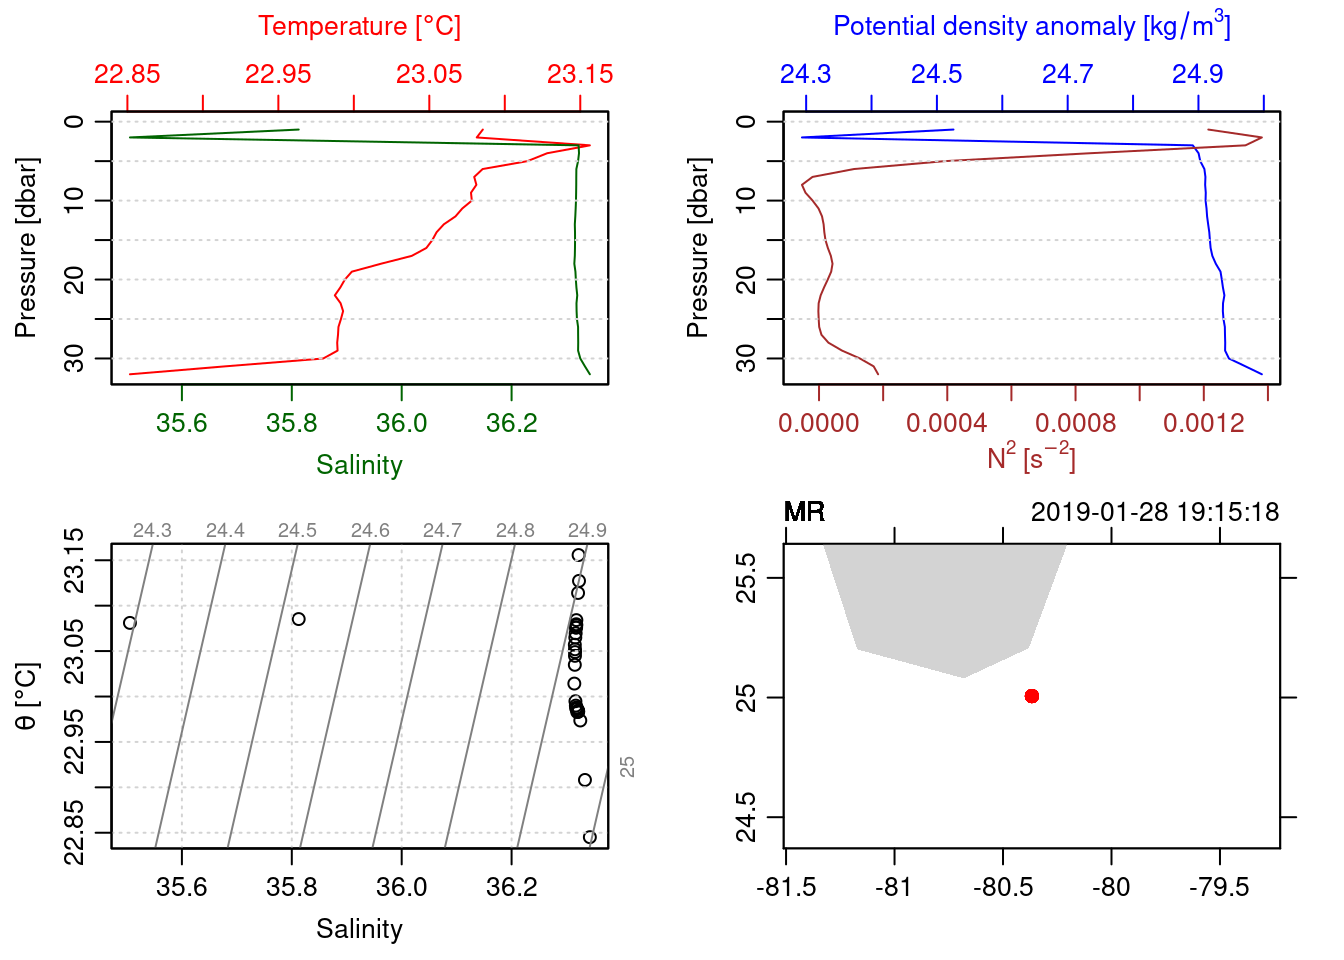 Temperature [°C]
22.85 22.95 23.05 23.15
Pressure [dbar]
0 10 20 30
35.6 35.8 36.0 36.2
Salinity
Potential density anomaly [kg/m³]
24.3 24.5 24.7 24.9
Pressure [dbar]
0 10 20 30
0.0000 0.0004 0.0008 0.0012
N² [s⁻²]
24.3 24.4 24.5 24.6 24.7 24.8 24.9
25
θ [°C]
22.85 22.95 23.05 23.15
35.6 35.8 36.0 36.2
Salinity
MR 2019-01-28 19:15:18
24.5 25 25.5
-81.5 -81 -80.5 -80 -79.5